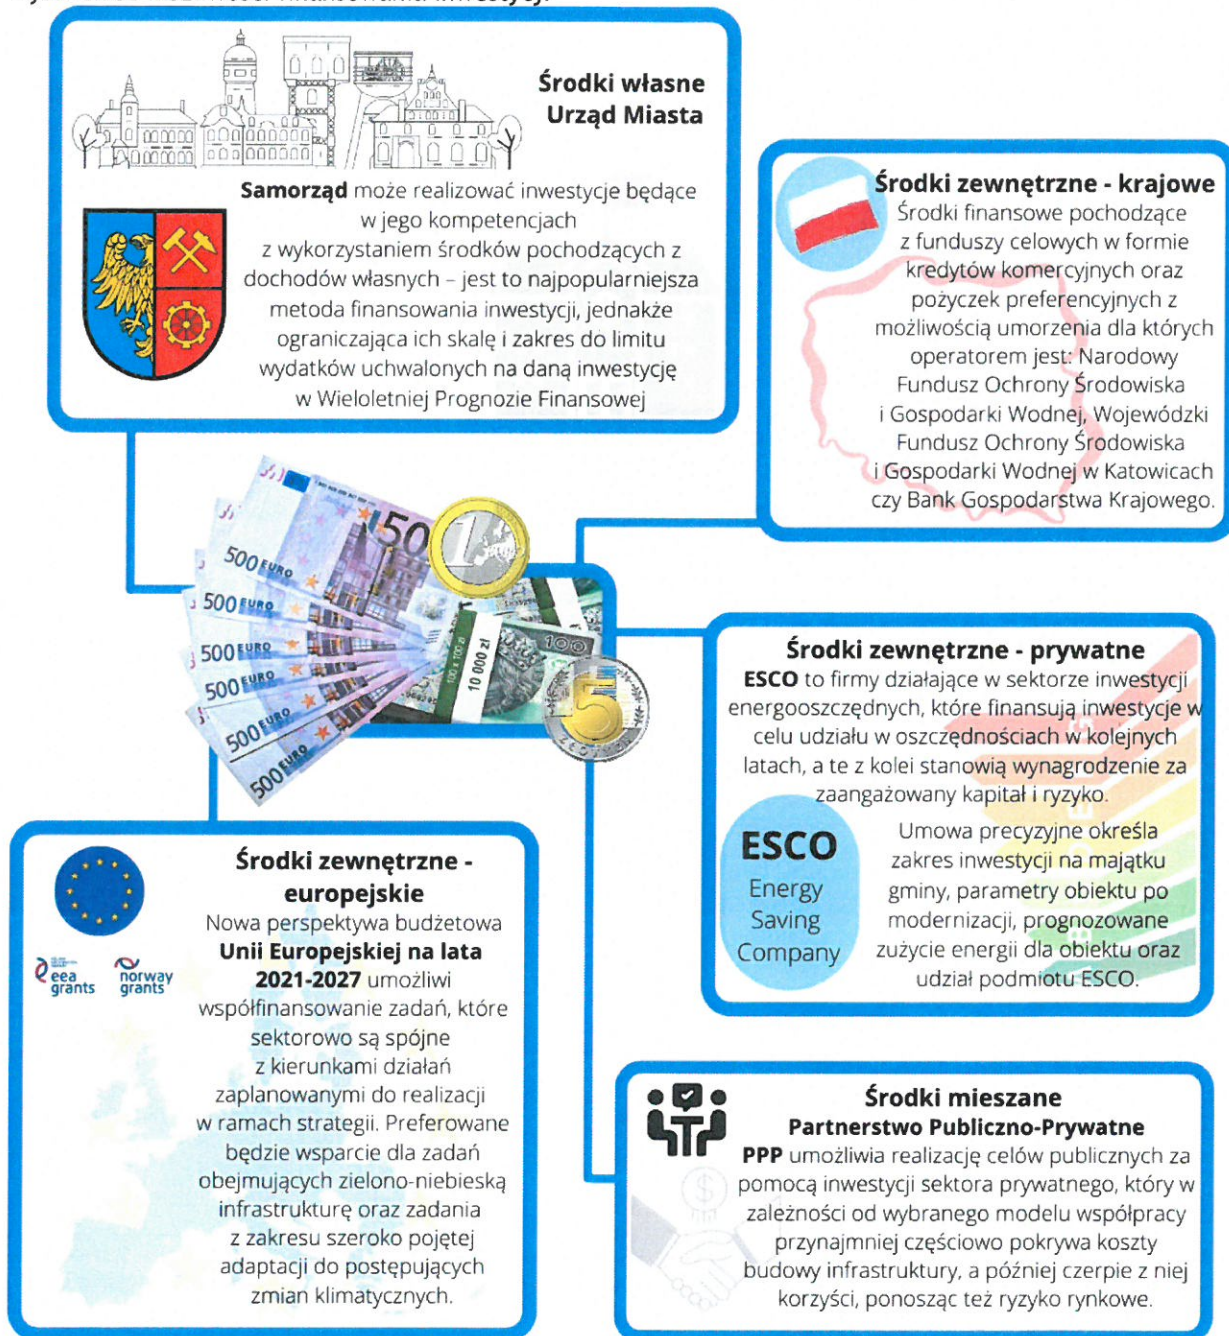 finansowania inwestycji
Środki własne
Urząd Miasta
Samorząd może realizować inwestycje będące
w jego kompetencjach
z wykorzystaniem środków pochodzących z
dochodów własnych – jest to najpopularniejsza
metoda finansowania inwestycji, jednakże
ograniczająca ich skalę i zakres do limitu
wydatków uchwalonych na daną inwestycję
w Wieloletniej Prognozie Finansowej
Środki zewnętrzne - krajowe
Środki finansowe pochodzące
z funduszy celowych w formie
kredytów komercyjnych oraz
pożyczek preferencyjnych z
możliwością umorzenia dla których
operatorem jest: Narodowy
Fundusz Ochrony Środowiska
i Gospodarki Wodnej, Wojewódzki
Fundusz Ochrony Środowiska
i Gospodarki Wodnej w Katowicach
czy Bank Gospodarstwa Krajowego.
50
1
500 EURO
500 EURO
500 EURO
500 EURO
500 EURO
500 EURO
100 x 100 zł
10 000 zł
100
5
Środki zewnętrzne - prywatne
ESCO to firmy działające w sektorze inwestycji
energooszczędnych, które finansują inwestycje w
celu udziału w oszczędnościach w kolejnych
latach, a te z kolei stanowią wynagrodzenie za
zaangażowany kapitał i ryzyko.
ESCO
Energy
Saving
Company
Umowa precyzyjne określa
zakres inwestycji na majątku
gminy, parametry obiektu po
modernizacji, prognozowane
zużycie energii dla obiektu oraz
udział podmiotu ESCO.
Środki zewnętrzne -
europejskie
Nowa perspektywa budżetowa
Unii Europejskiej na lata
2021-2027 umożliwi
współfinansowanie zadań, które
sektorowo są spójne
z kierunkami działań
zaplanowanymi do realizacji
w ramach strategii. Preferowane
będzie wsparcie dla zadań
obejmujących zielono-niebieską
infrastrukturę oraz zadania
z zakresu szeroko pojętej
adaptacji do postępujących
zmian klimatycznych.
eea
grants
norway
grants
Środki mieszane
Partnerstwo Publiczno-Prywatne
PPP umożliwia realizację celów publicznych za
pomocą inwestycji sektora prywatnego, który w
zależności od wybranego modelu współpracy
przynajmniej częściowo pokrywa koszty
budowy infrastruktury, a później czerpie z niej
korzyści, ponosząc też ryzyko rynkowe.